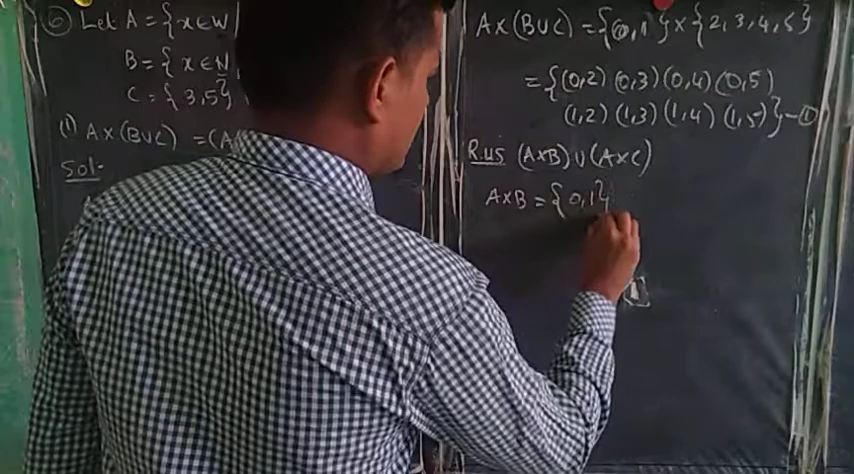 ⑥ Let A = {x ∈ W
B = {x ∈ N
C = {3,5}
(i) A×(B∪C) = (A
Sol:-
A×(B∪C) = {0,1}×{2,3,4,5}
= {(0,2) (0,3) (0,4) (0,5)
(1,2) (1,3) (1,4) (1,5)} - ①
R.H.S (A×B)∪(A×C)
A×B = {0,1}